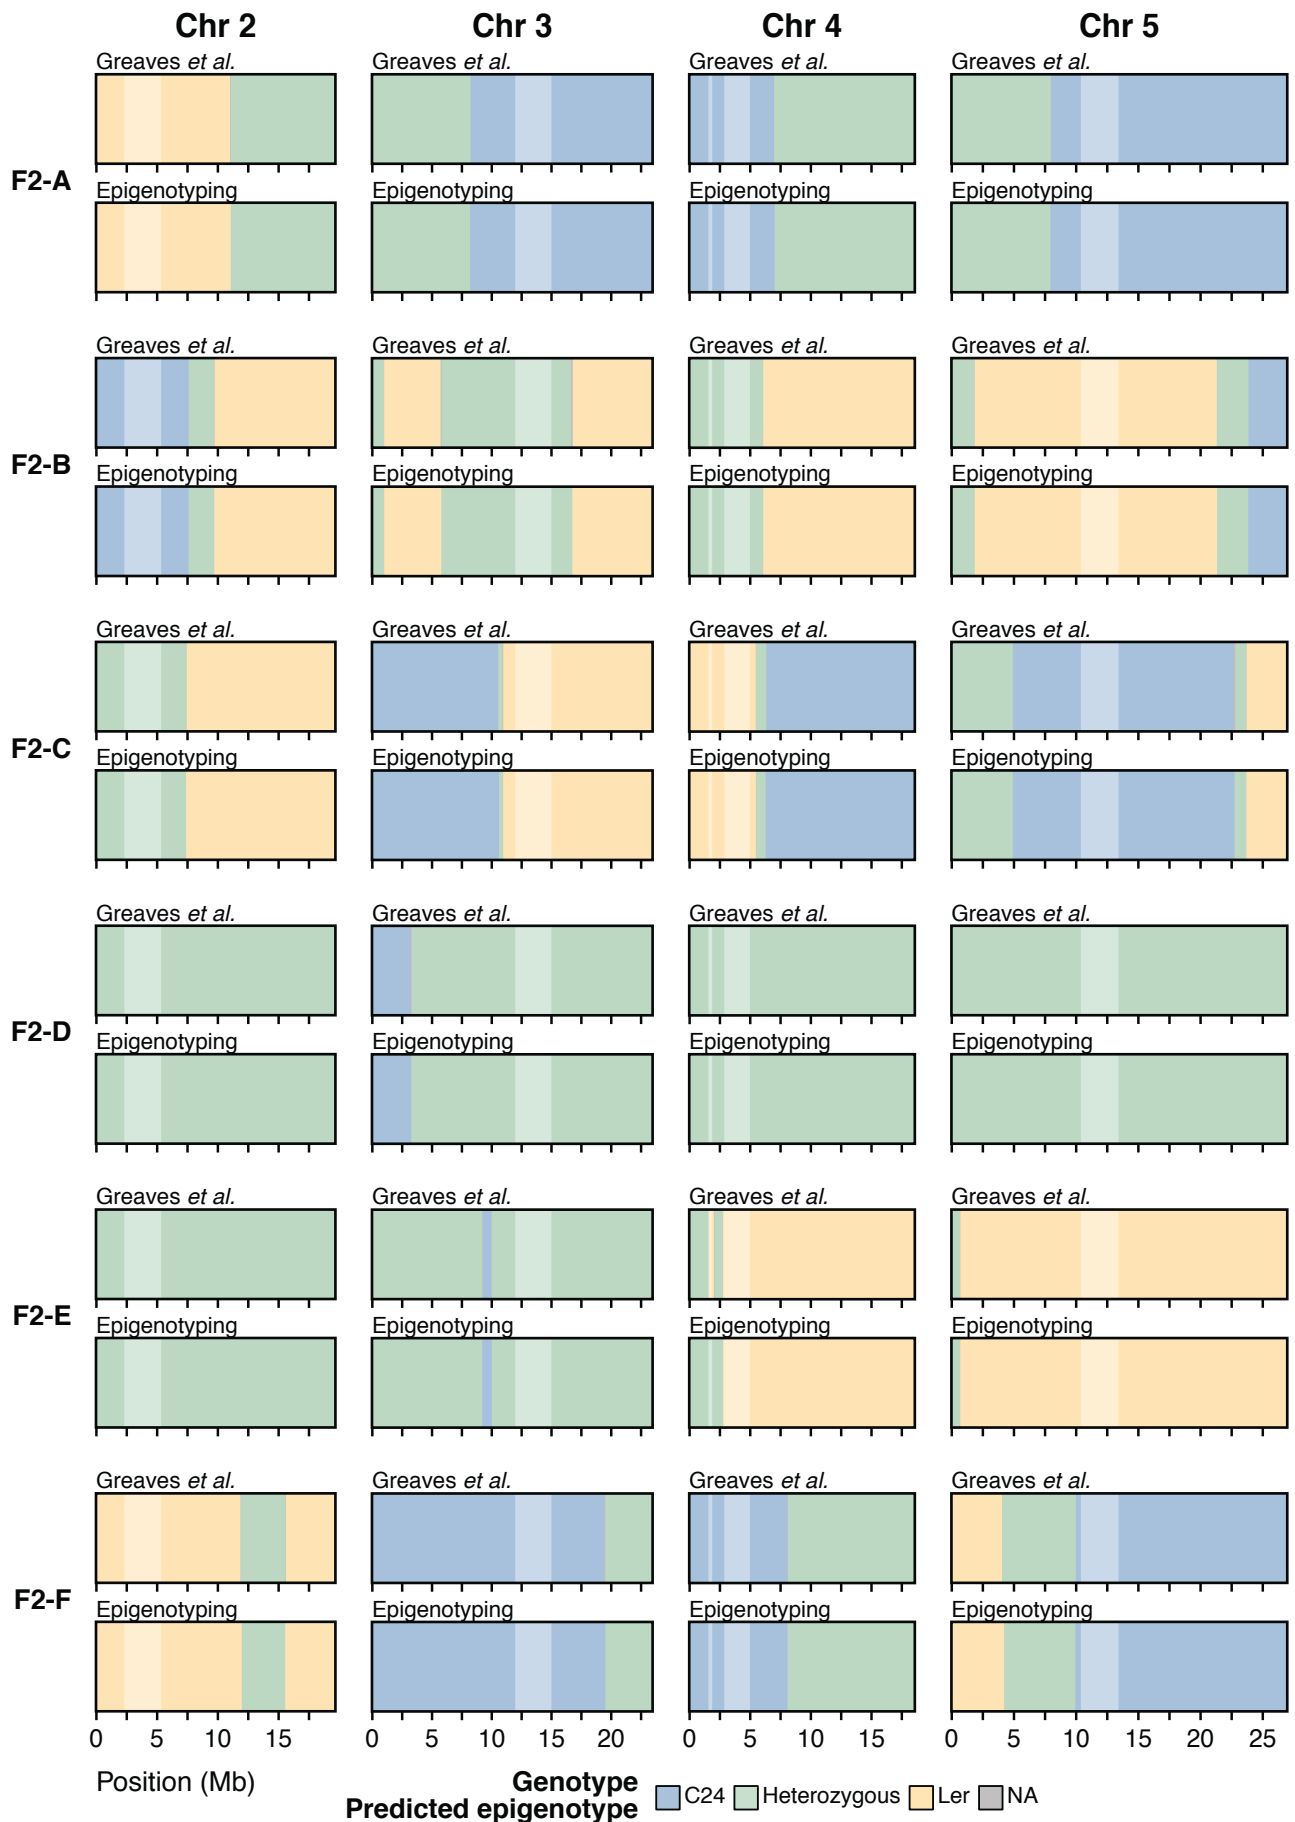 Chr 2 Chr 3 Chr 4 Chr 5
Greaves et al. Greaves et al. Greaves et al. Greaves et al.
F2-A
Epigenotyping Epigenotyping Epigenotyping Epigenotyping
Greaves et al. Greaves et al. Greaves et al. Greaves et al.
F2-B
Epigenotyping Epigenotyping Epigenotyping Epigenotyping
Greaves et al. Greaves et al. Greaves et al. Greaves et al.
F2-C
Epigenotyping Epigenotyping Epigenotyping Epigenotyping
Greaves et al. Greaves et al. Greaves et al. Greaves et al.
F2-D
Epigenotyping Epigenotyping Epigenotyping Epigenotyping
Greaves et al. Greaves et al. Greaves et al. Greaves et al.
F2-E
Epigenotyping Epigenotyping Epigenotyping Epigenotyping
Greaves et al. Greaves et al. Greaves et al. Greaves et al.
F2-F
Epigenotyping Epigenotyping Epigenotyping Epigenotyping
0 5 10 15 0 5 10 15 20 0 5 10 15 0 5 10 15 20 25
Position (Mb)
Genotype
Predicted epigenotype
C24 Heterozygous Ler NA